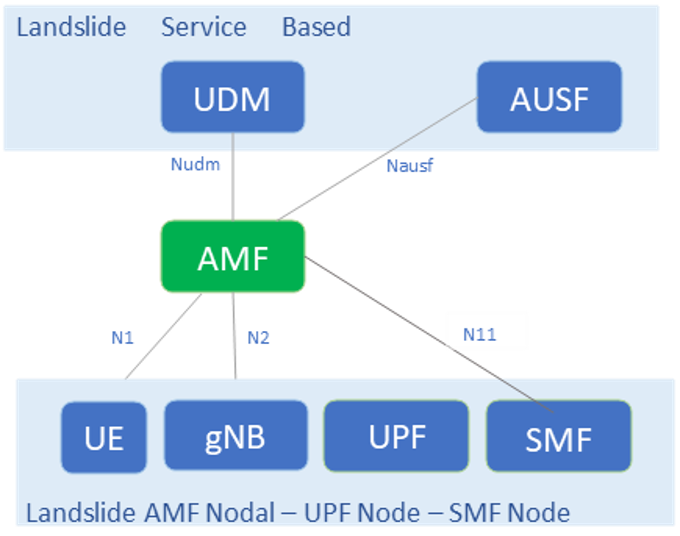 Landslide Service Based
UDM
AUSF
Nudm
Nausf
AMF
N1
N2
N11
UE
gNB
UPF
SMF
Landslide AMF Nodal – UPF Node – SMF Node